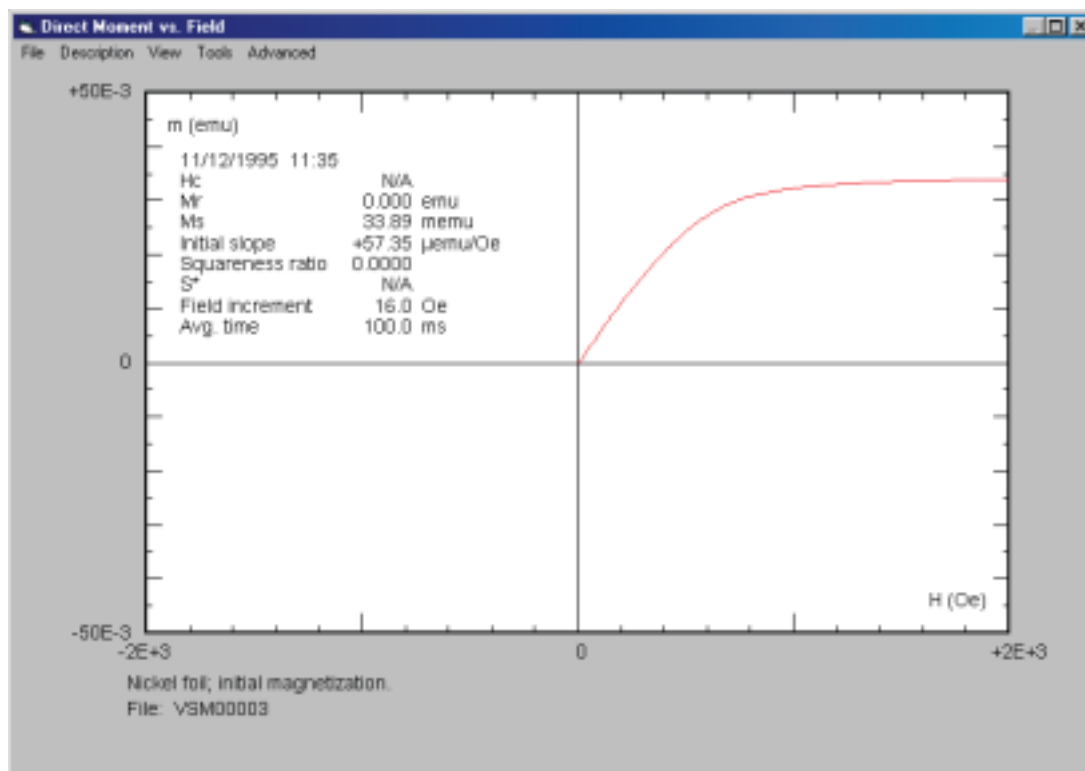 Direct Moment vs. Field
File Description View Tools Advanced
+50E-3
m (emu)
11/12/1995 11:35
Hc N/A
Mr 0.000 emu
Ms 33.89 memu
Initial slope +57.35 µemu/Oe
Squareness ratio 0.0000
S* N/A
Field increment 16.0 Oe
Avg. time 100.0 ms
0
H (Oe)
-50E-3
-2E+3 0 +2E+3
Nickel foil; initial magnetization.
File: VSM00003